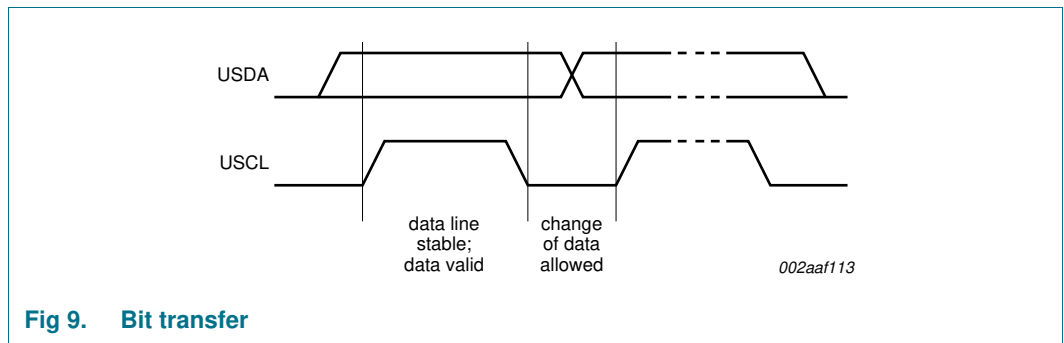 USDA
USCL
data line
stable;
data valid
change
of data
allowed
002aaf113
Fig 9. Bit transfer